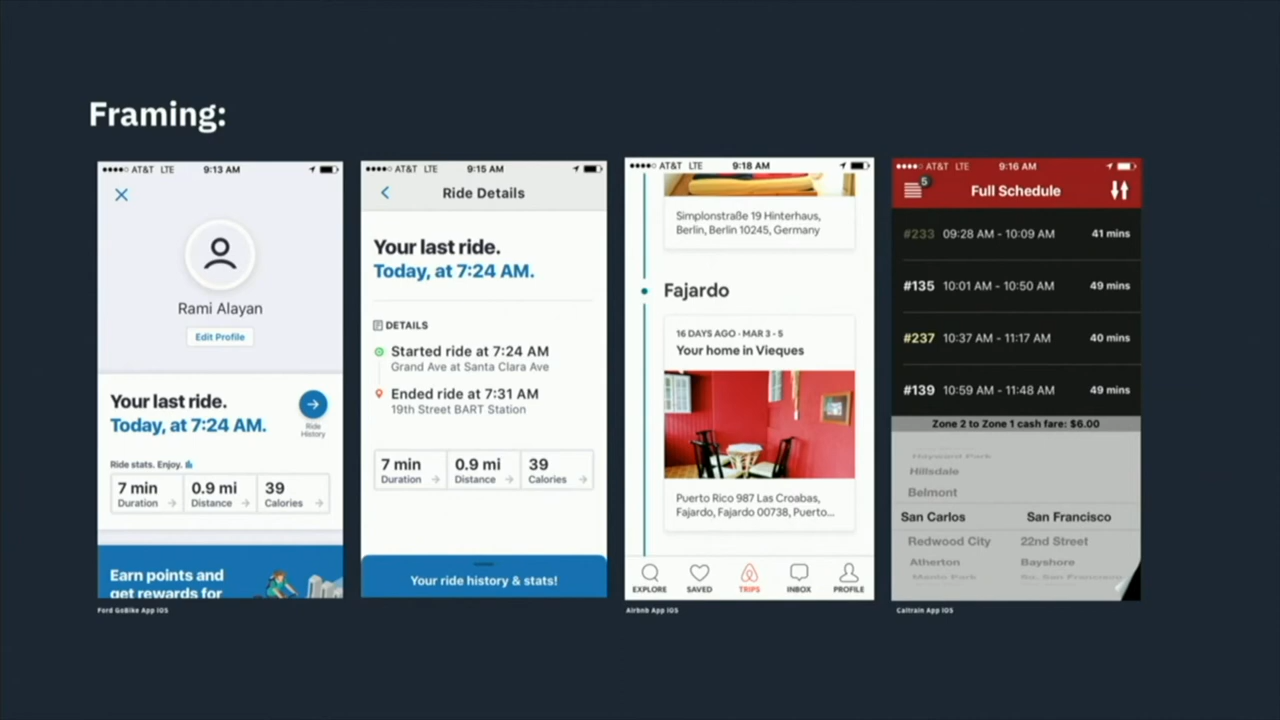 Framing:
AT&T LTE 9:13 AM
Rami Alayan
Edit Profile
Your last ride.
Today, at 7:24 AM.
Ride
History
Ride stats. Enjoy.
7 min 0.9 mi 39
Duration Distance Calories
Earn points and
get rewards for
Ford GoBike App iOS
AT&T LTE 9:15 AM
Ride Details
Your last ride.
Today, at 7:24 AM.
DETAILS
Started ride at 7:24 AM
Grand Ave at Santa Clara Ave
Ended ride at 7:31 AM
19th Street BART Station
7 min 0.9 mi 39
Duration Distance Calories
Your ride history & stats!
AT&T LTE 9:18 AM
Simplonstraße 19 Hinterhaus,
Berlin, Berlin 10245, Germany
Fajardo
16 DAYS AGO · MAR 3 - 5
Your home in Vieques
Puerto Rico 987 Las Croabas,
Fajardo, Fajardo 00738, Puerto...
EXPLORE SAVED TRIPS INBOX PROFILE
Airbnb App iOS
AT&T LTE 9:16 AM
5
Full Schedule
#233 09:28 AM - 10:09 AM 41 mins
#135 10:01 AM - 10:50 AM 49 mins
#237 10:37 AM - 11:17 AM 40 mins
#139 10:59 AM - 11:48 AM 49 mins
Zone 2 to Zone 1 cash fare: $6.00
Hayward Park
Hillsdale
Belmont
San Carlos San Francisco
Redwood City 22nd Street
Atherton Bayshore
Menlo Park So. San Francisco
Caltrain App iOS